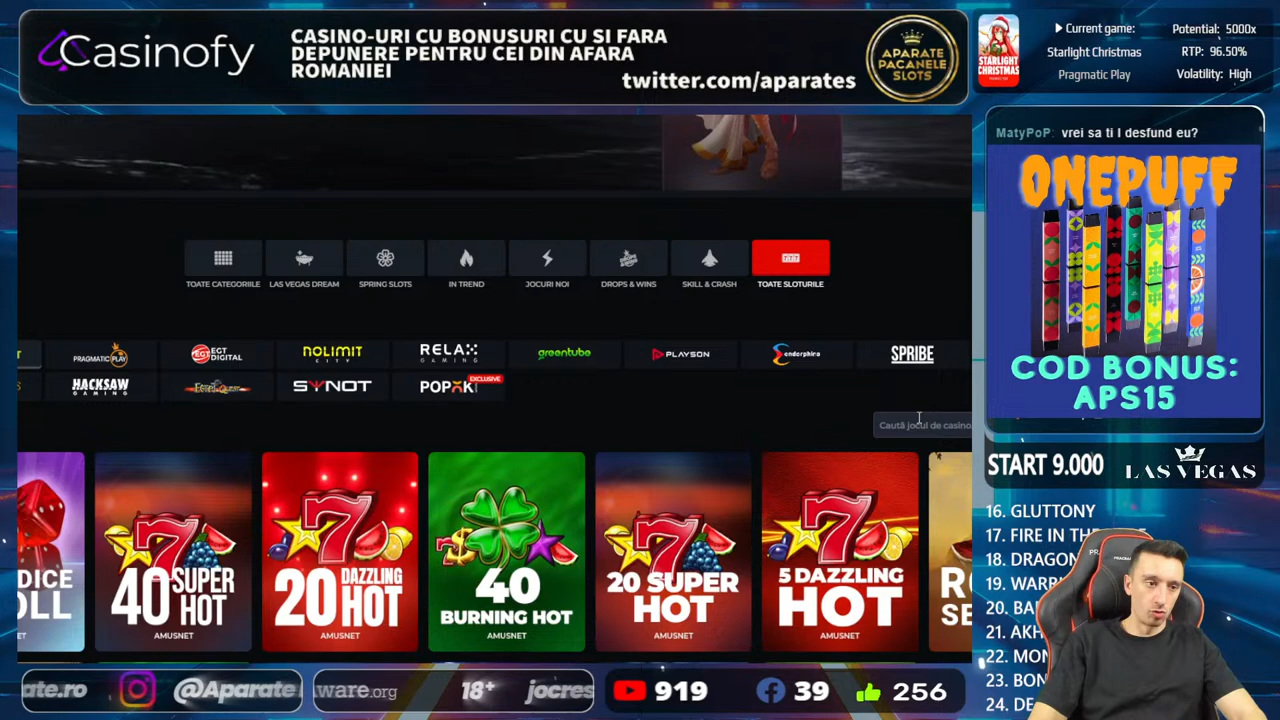 Casinofy
CASINO-URI CU BONUSURI CU SI FARA
DEPUNERE PENTRU CEI DIN AFARA
ROMANIEI
twitter.com/aparates
APARATE
PACANELE
SLOTS
STARLIGHT
CHRISTMAS
Current game:
Starlight Christmas
Pragmatic Play
Potential: 5000x
RTP: 96.50%
Volatility: High
MatyPoP: vrei sa ti l desfund eu?
ONEPUFF
COD BONUS:
APS15
START 9.000
LAS VEGAS
16. GLUTTONY
17. FIRE IN THE
18. DRAGON
19. WARR
20. BA
21. AKH
22. MON
23. BON
24. DE
TOATE CATEGORIILE
LAS VEGAS DREAM
SPRING SLOTS
IN TREND
JOCURI NOI
DROPS & WINS
SKILL & CRASH
777
TOATE SLOTURILE
PRAGMATIC PLAY
EGT DIGITAL
NOLIMIT CITY
RELAX GAMING
greentube
PLAYSON
Endorphina
SPRIBE
HACKSAW GAMING
SYNOT
POPOK!
EXCLUSIVE
Caută jocul de casino
DICE
40 SUPER HOT
AMUSNET
20 DAZZLING HOT
AMUSNET
40 BURNING HOT
AMUSNET
20 SUPER HOT
AMUSNET
5 DAZZLING HOT
AMUSNET
ate.ro
@Aparate
ware.org
18+
jocres
919
39
256